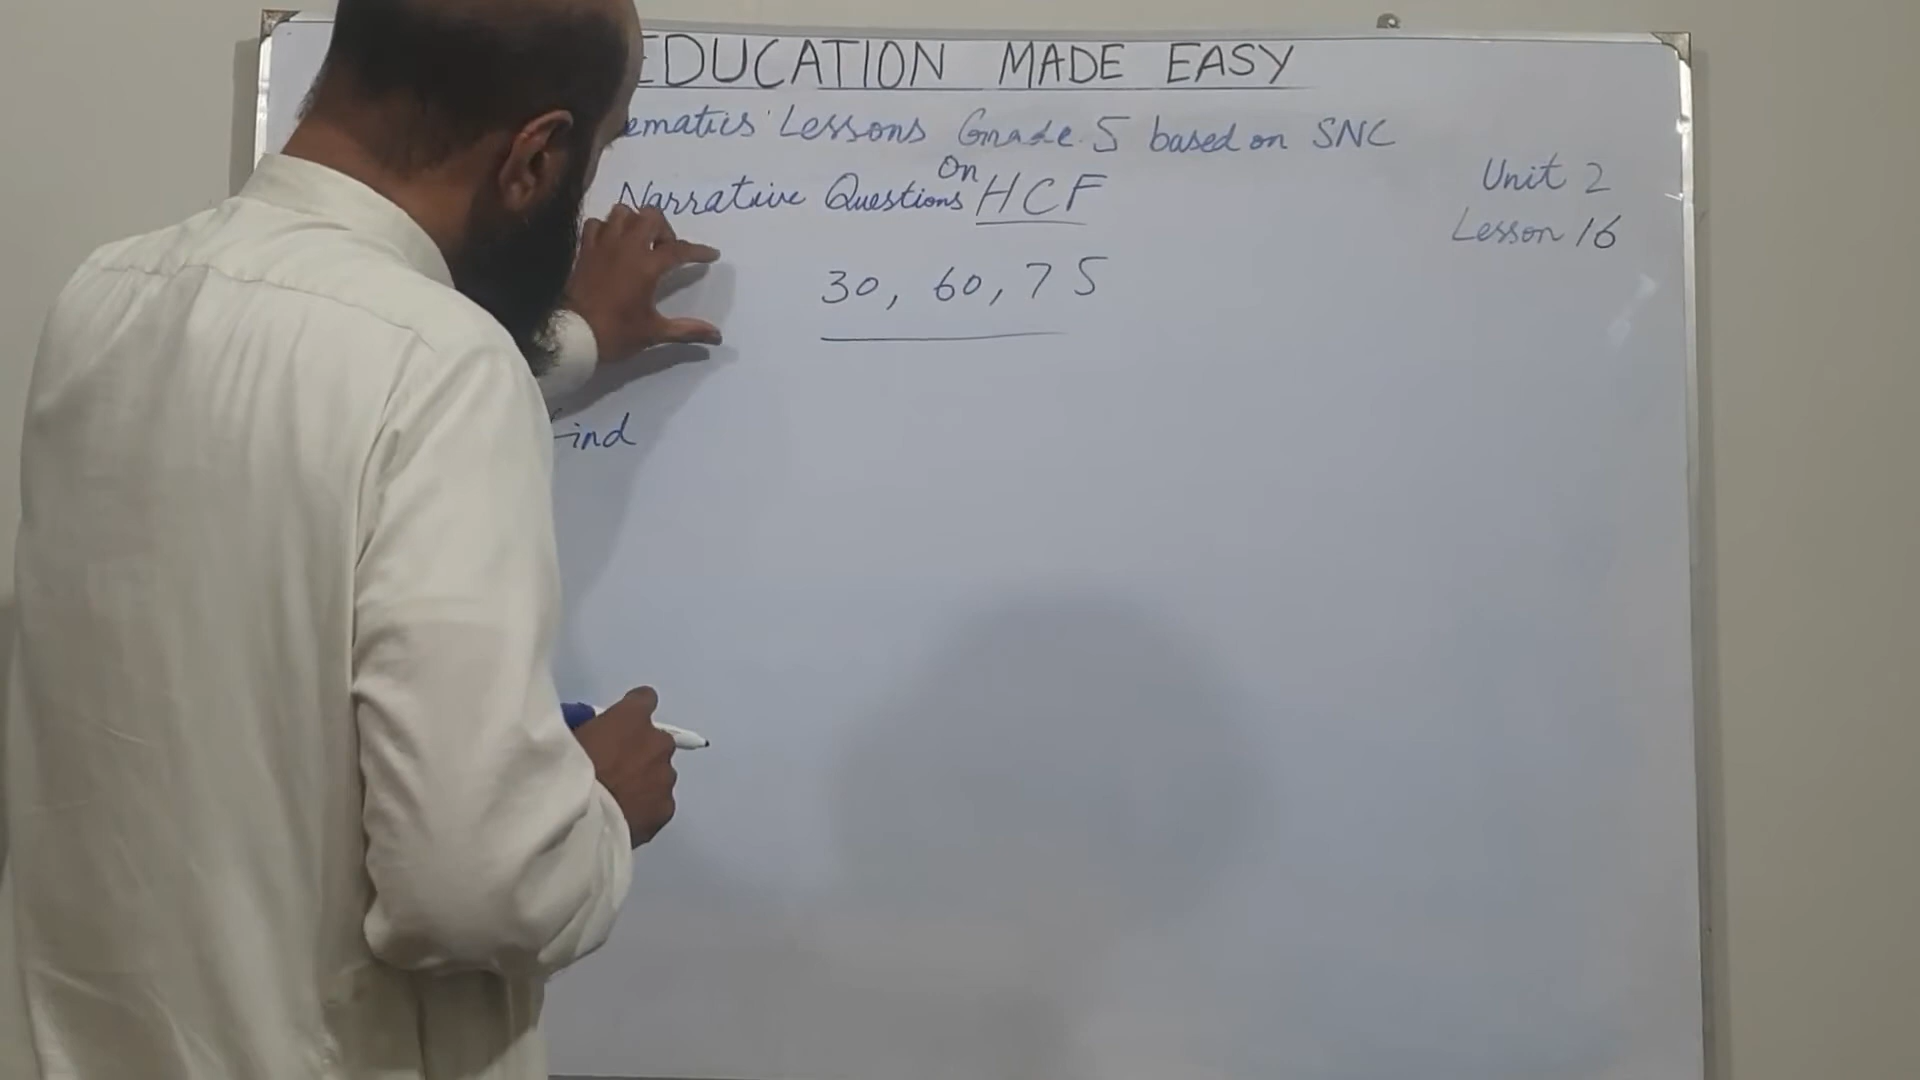 EDUCATION MADE EASY
ematics Lessons Grade 5 based on SNC
Narrative Questions On HCF
Unit 2
Lesson 16
30, 60, 75
find